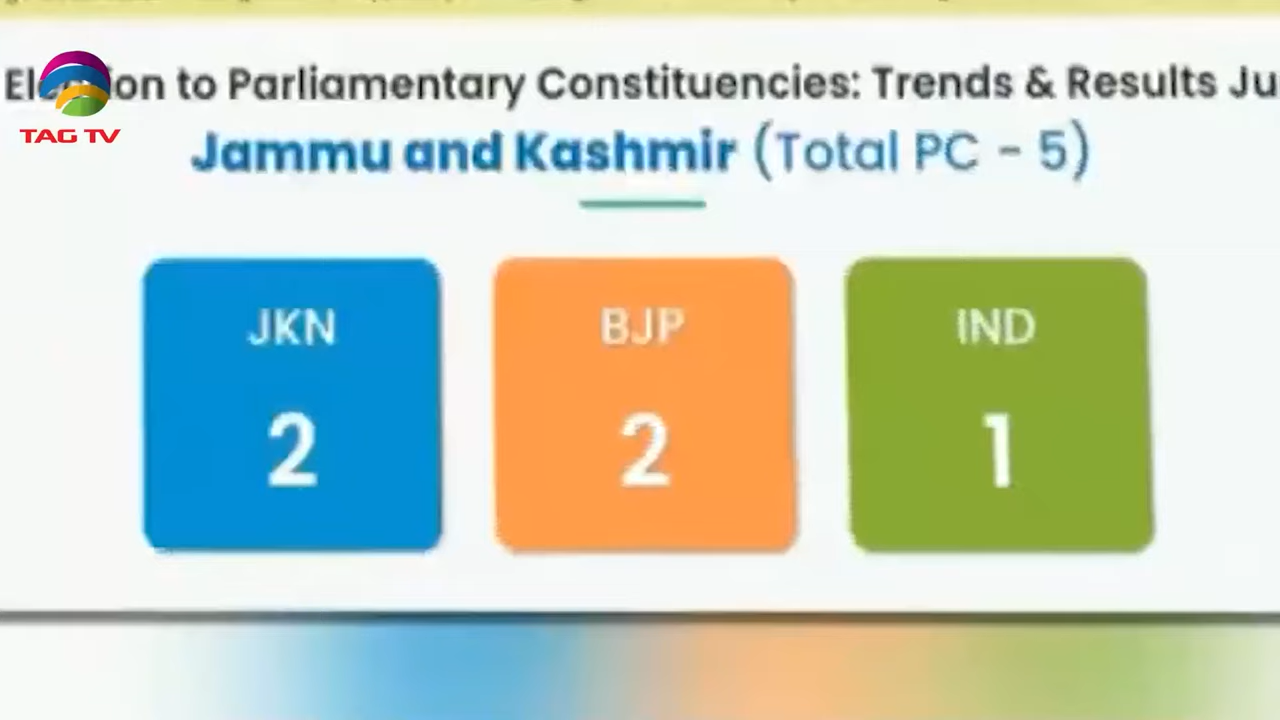 TAG TV
to Parliamentary Constituencies: Trends & Results
Jammu and Kashmir (Total PC - 5)
JKN
BJP
IND
2
2
1